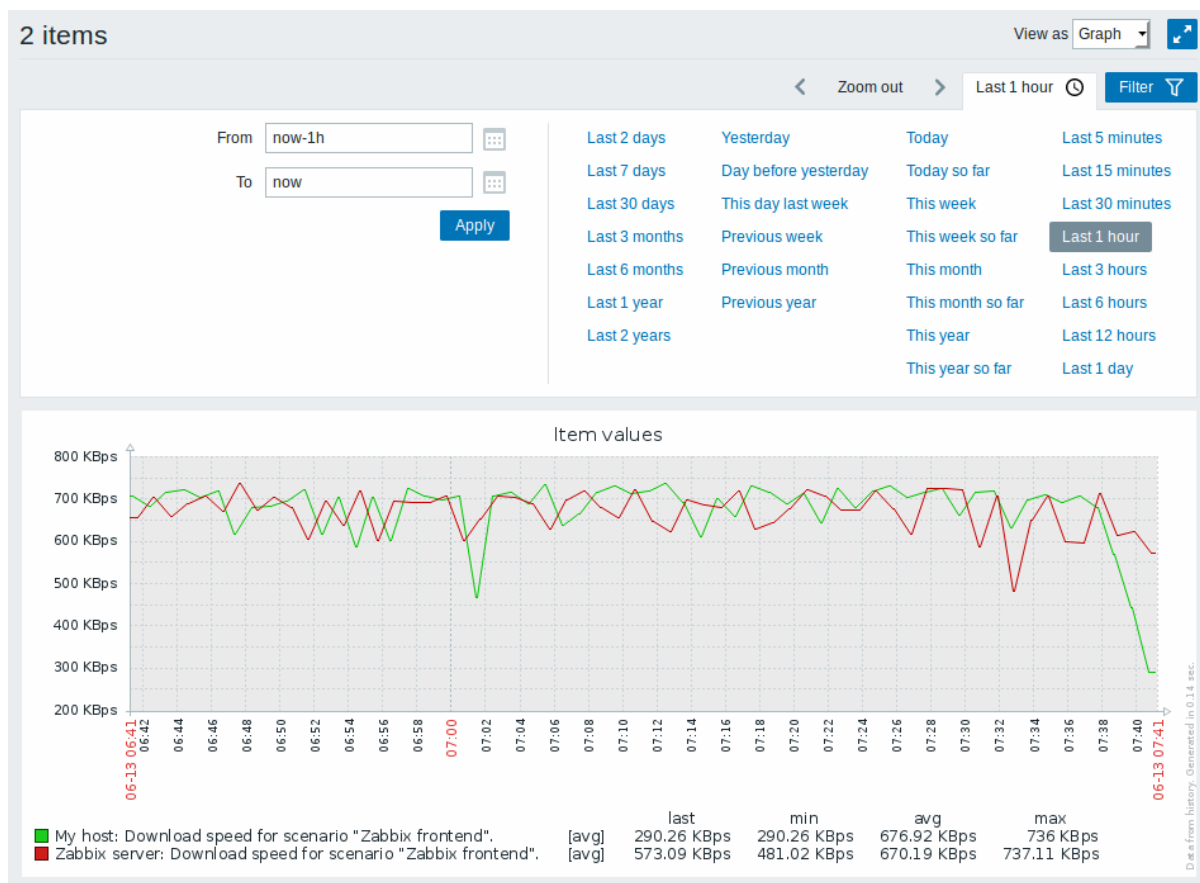 2 items
View as Graph
Zoom out Last 1 hour Filter
From now-1h
To now
Apply
Last 2 days Yesterday Today Last 5 minutes
Last 7 days Day before yesterday Today so far Last 15 minutes
Last 30 days This day last week This week Last 30 minutes
Last 3 months Previous week This week so far Last 1 hour
Last 6 months Previous month This month Last 3 hours
Last 1 year Previous year This month so far Last 6 hours
Last 2 years This year Last 12 hours
This year so far Last 1 day
Item values
800 KBps
700 KBps
600 KBps
500 KBps
400 KBps
300 KBps
200 KBps
06-13 06:41 06:42 06:44 06:46 06:48 06:50 06:52 06:54 06:56 06:58 07:00 07:02 07:04 07:06 07:08 07:10 07:12 07:14 07:16 07:18 07:20 07:22 07:24 07:26 07:28 07:30 07:32 07:34 07:36 07:38 07:40 06-13 07:41
last min avg max
My host: Download speed for scenario "Zabbix frontend". [avg] 290.26 KBps 290.26 KBps 676.92 KBps 736 KBps
Zabbix server: Download speed for scenario "Zabbix frontend". [avg] 573.09 KBps 481.02 KBps 670.19 KBps 737.11 KBps
Data from history. Generated in 0.14 sec.